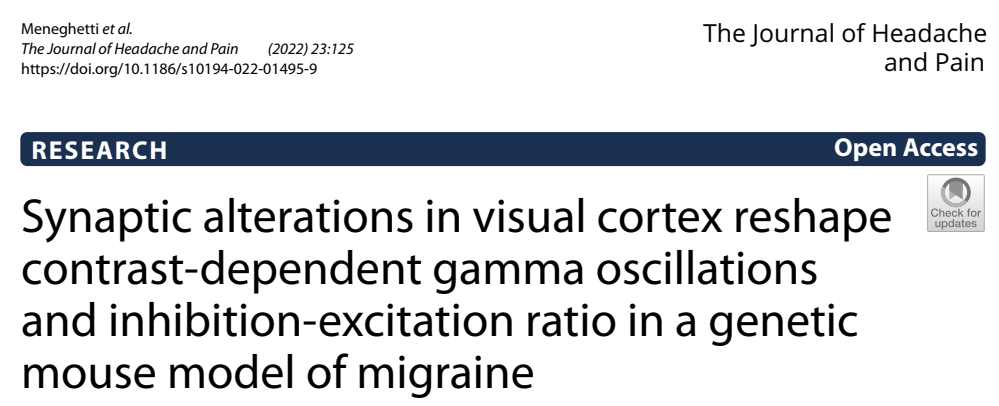 Meneghetti et al.
The Journal of Headache and Pain (2022) 23:125
https://doi.org/10.1186/s10194-022-01495-9
The Journal of Headache
and Pain
RESEARCH
Open Access
Synaptic alterations in visual cortex reshape
contrast-dependent gamma oscillations
and inhibition-excitation ratio in a genetic
mouse model of migraine
Check for
updates